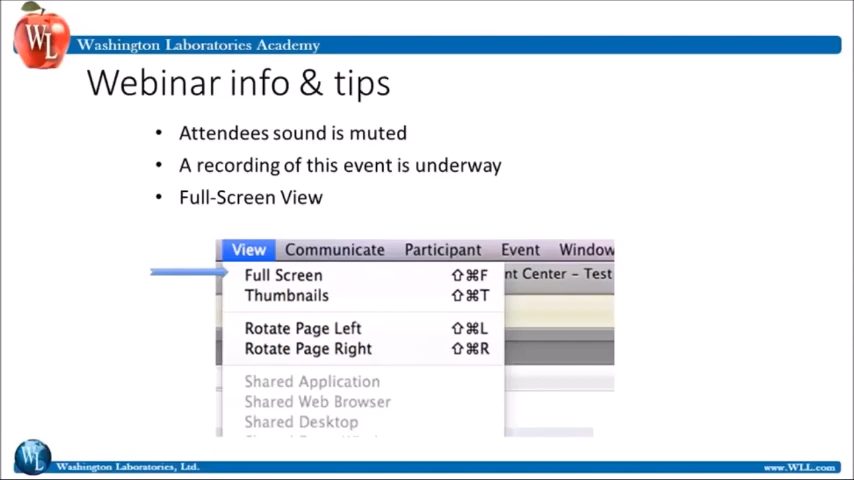 WL Washington Laboratories Academy
Webinar info & tips
• Attendees sound is muted
• A recording of this event is underway
• Full-Screen View
View Communicate Participant Event Window
Full Screen ⇧⌘F nt Center – Test
Thumbnails ⇧⌘T
Rotate Page Left ⇧⌘L
Rotate Page Right ⇧⌘R
Shared Application
Shared Web Browser
Shared Desktop
WL Washington Laboratories, Ltd. www.WLL.com